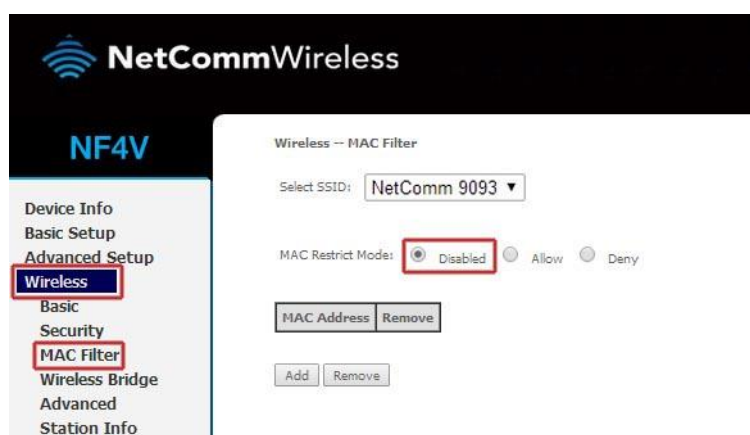 NetCommWireless
NF4V
Device Info
Basic Setup
Advanced Setup
Wireless
Basic
Security
MAC Filter
Wireless Bridge
Advanced
Station Info
Wireless -- MAC Filter
Select SSID: NetComm 9093
MAC Restrict Mode: Disabled Allow Deny
MAC Address Remove
Add Remove